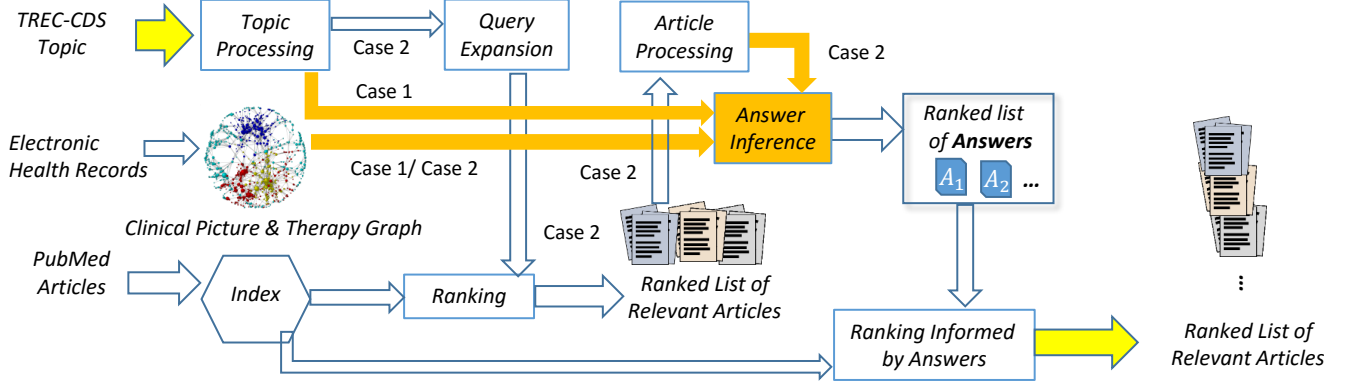 TREC-CDS
Topic
Topic
Processing
Case 2
Query
Expansion
Article
Processing
Case 2
Case 1
Answer
Inference
Ranked list
of Answers
A1
A2
...
Electronic
Health Records
Case 1/ Case 2
Case 2
Clinical Picture & Therapy Graph
Case 2
PubMed
Articles
Index
Ranking
Ranked List of
Relevant Articles
Ranking Informed
by Answers
...
Ranked List of
Relevant Articles